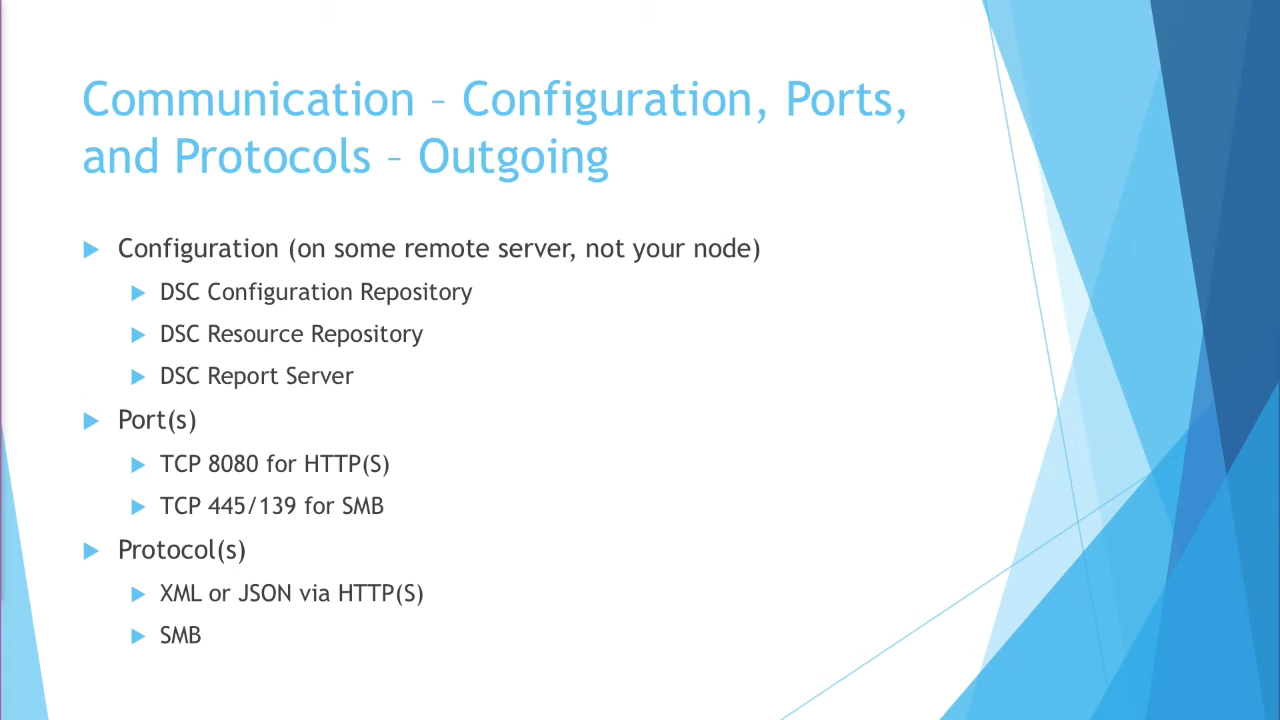 Communication – Configuration, Ports,
and Protocols – Outgoing
Configuration (on some remote server, not your node)
DSC Configuration Repository
DSC Resource Repository
DSC Report Server
Port(s)
TCP 8080 for HTTP(S)
TCP 445/139 for SMB
Protocol(s)
XML or JSON via HTTP(S)
SMB